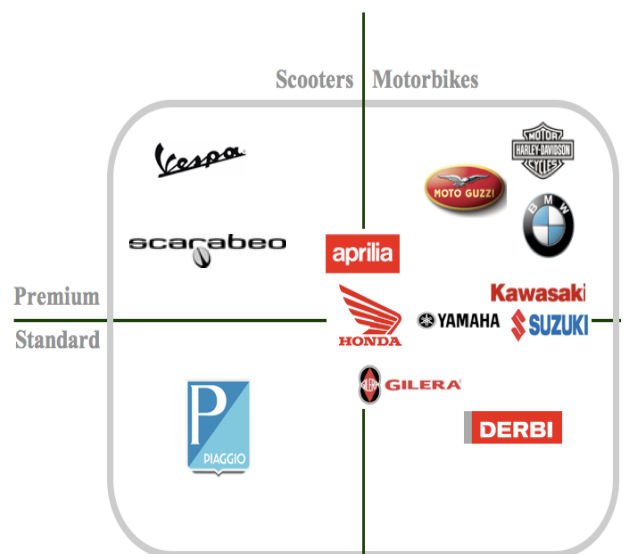 Scooters Motorbikes
Vespa
MOTOR
HARLEY-DAVIDSON
CYCLES
MOTO GUZZI
BMW
scarabeo
aprilia
Premium
Kawasaki
HONDA
YAMAHA
SUZUKI
Standard
GILERA
GILERA
P
PIAGGIO
DERBI